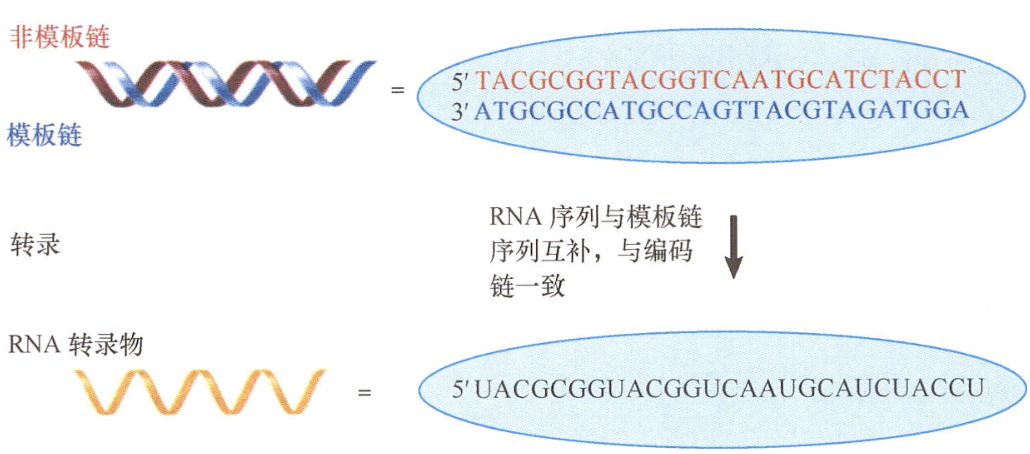 非模板链
= 5′ TACGCGGTACGGTCAATGCATCTACCT
3′ ATGCGCCATGCCAGTTACGTAGATGGA
模板链
RNA 序列与模板链
转录
序列互补，与编码
链一致
RNA 转录物
= 5′ UACGCGGUACGGUCAAUGCAUCUACCU